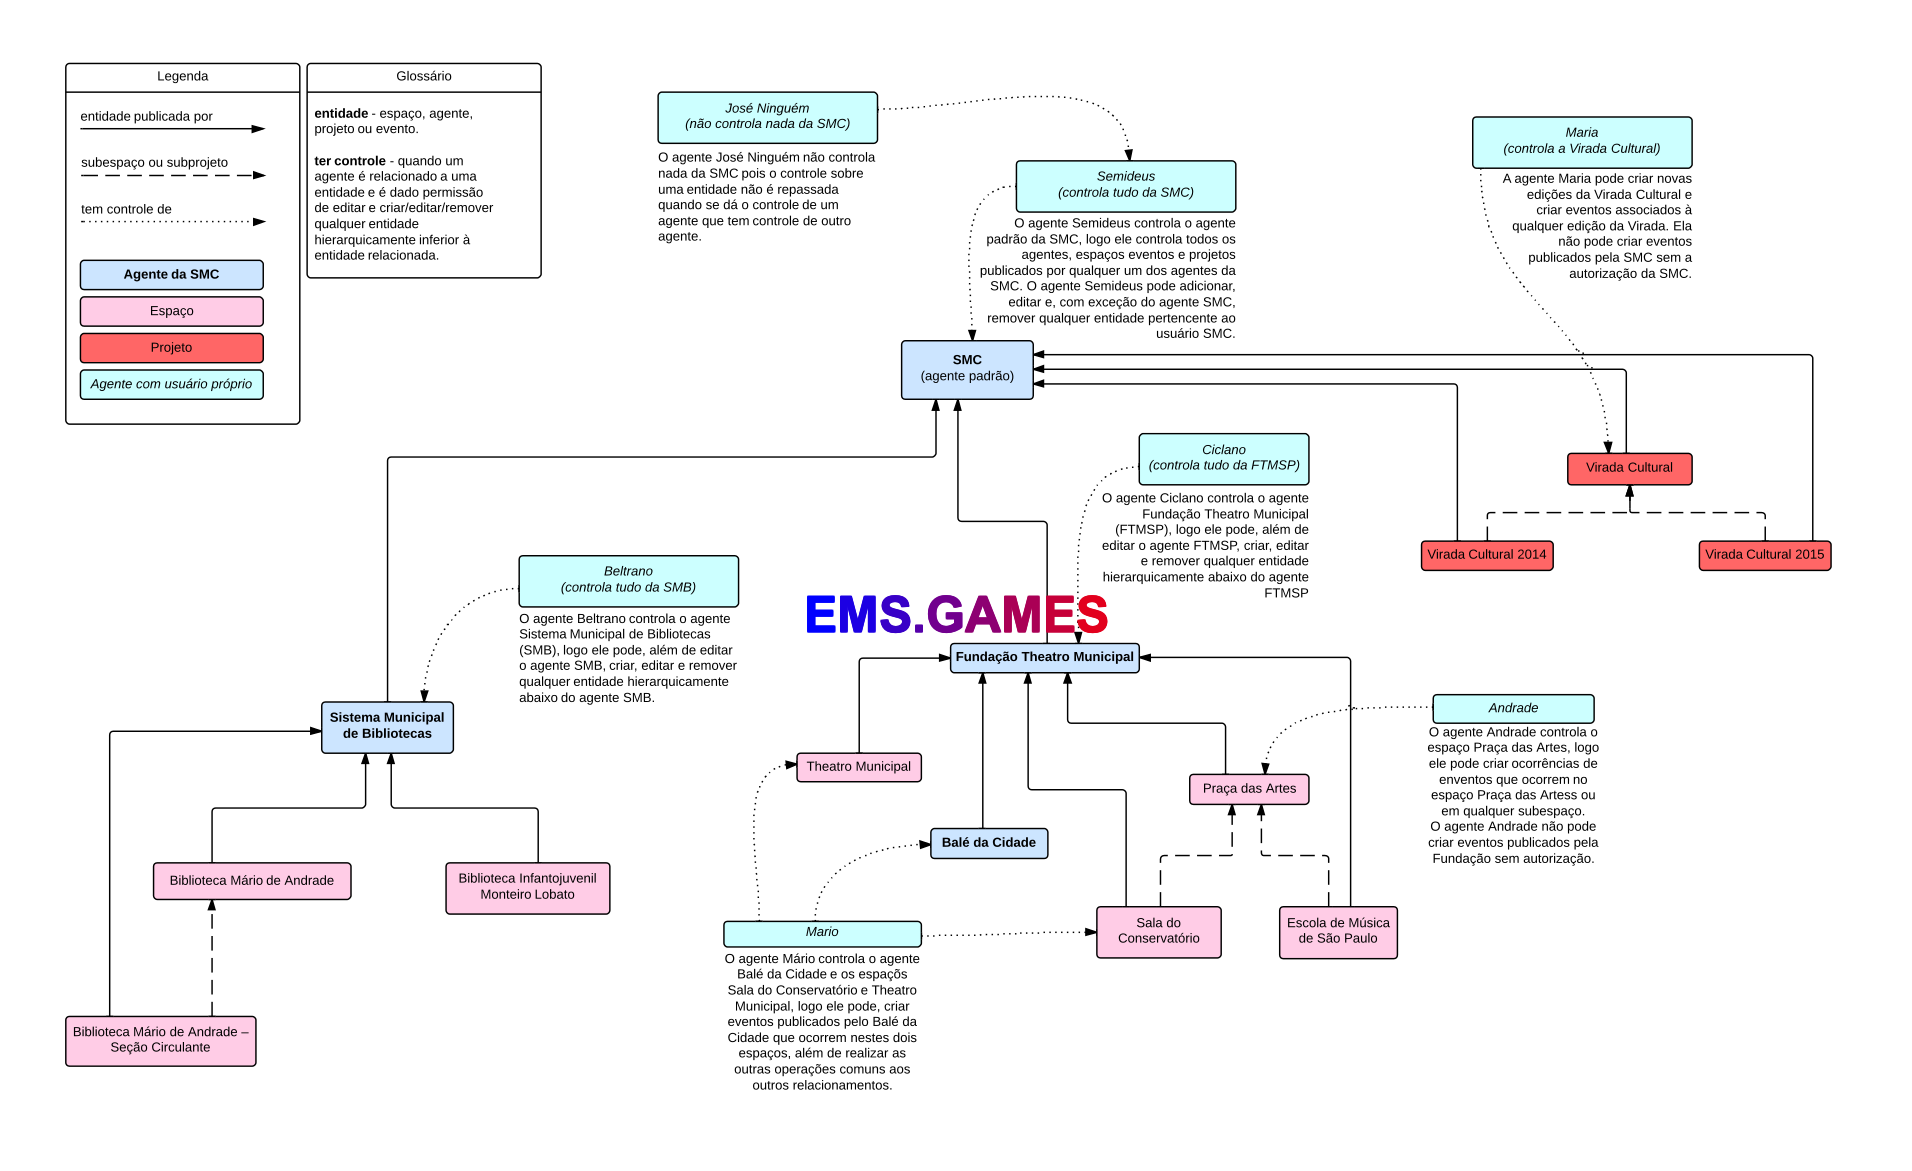 Legenda
entidade publicada por
subespaço ou subprojeto
tem controle de
Agente da SMC
Espaço
Projeto
Agente com usuário próprio
Glossário
entidade - espaço, agente,
projeto ou evento.
ter controle - quando um
agente é relacionado a uma
entidade e é dado permissão
de editar e criar/editar/remover
qualquer entidade
hierarquicamente inferior à
entidade relacionada.
José Ninguém
(não controla nada da SMC)
O agente José Ninguém não controla
nada da SMC pois o controle sobre
uma entidade não é repassada
quando se dá o controle de um
agente que tem controle de outro
agente.
Semideus
(controla tudo da SMC)
O agente Semideus controla o agente
padrão da SMC, logo ele controla todos os
agentes, espaços eventos e projetos
publicados por qualquer um dos agentes da
SMC. O agente Semideus pode adicionar,
editar e, com exceção do agente SMC,
remover qualquer entidade pertencente ao
usuário SMC.
Maria
(controla a Virada Cultural)
A agente Maria pode criar novas
edições da Virada Cultural e
criar eventos associados à
qualquer edição da Virada. Ela
não pode criar eventos
publicados pela SMC sem a
autorização da SMC.
SMC
(agente padrão)
Ciclano
(controla tudo da FTMSP)
O agente Ciclano controla o agente
Fundação Theatro Municipal
(FTMSP), logo ele pode, além de
editar o agente FTMSP, criar, editar
e remover qualquer entidade
hierarquicamente abaixo do agente
FTMSP
Virada Cultural
Virada Cultural 2014
Virada Cultural 2015
Beltrano
(controla tudo da SMB)
O agente Beltrano controla o agente
Sistema Municipal de Bibliotecas
(SMB), logo ele pode, além de editar
o agente SMB, criar, editar e remover
qualquer entidade hierarquicamente
abaixo do agente SMB.
EMS.GAMES
Fundação Theatro Municipal
Sistema Municipal
de Bibliotecas
Theatro Municipal
Praça das Artes
Andrade
O agente Andrade controla o
espaço Praça das Artes, logo
ele pode criar ocorrências de
enventos que ocorrem no
espaço Praça das Artess ou
em qualquer subespaço.
O agente Andrade não pode
criar eventos publicados pela
Fundação sem autorização.
Balé da Cidade
Biblioteca Mário de Andrade
Biblioteca Infantojuvenil
Monteiro Lobato
Mario
O agente Mário controla o agente
Balé da Cidade e os espaçõs
Sala do Conservatório e Theatro
Municipal, logo ele pode, criar
eventos publicados pelo Balé da
Cidade que ocorrem nestes dois
espaços, além de realizar as
outras operações comuns aos
outros relacionamentos.
Sala do
Conservatório
Escola de Música
de São Paulo
Biblioteca Mário de Andrade –
Seção Circulante